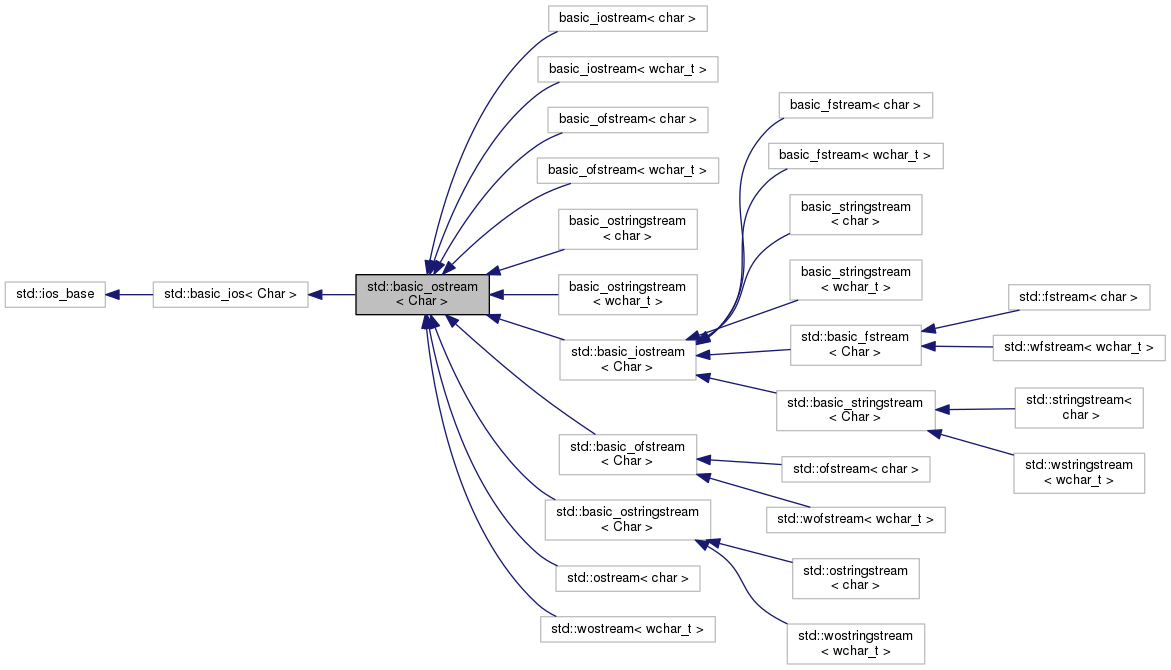 std::ios_base
std::basic_ios< Char >
std::basic_ostream
< Char >
basic_iostream< char >
basic_iostream< wchar_t >
basic_ofstream< char >
basic_ofstream< wchar_t >
basic_ostringstream
< char >
basic_ostringstream
< wchar_t >
std::basic_iostream
< Char >
std::basic_ofstream
< Char >
std::basic_ostringstream
< Char >
std::ostream< char >
std::wostream< wchar_t >
basic_fstream< char >
basic_fstream< wchar_t >
basic_stringstream
< char >
basic_stringstream
< wchar_t >
std::basic_fstream
< Char >
std::basic_stringstream
< Char >
std::ofstream< char >
std::wofstream< wchar_t >
std::ostringstream
< char >
std::wostringstream
< wchar_t >
std::fstream< char >
std::wfstream< wchar_t >
std::stringstream<
char >
std::wstringstream
< wchar_t >